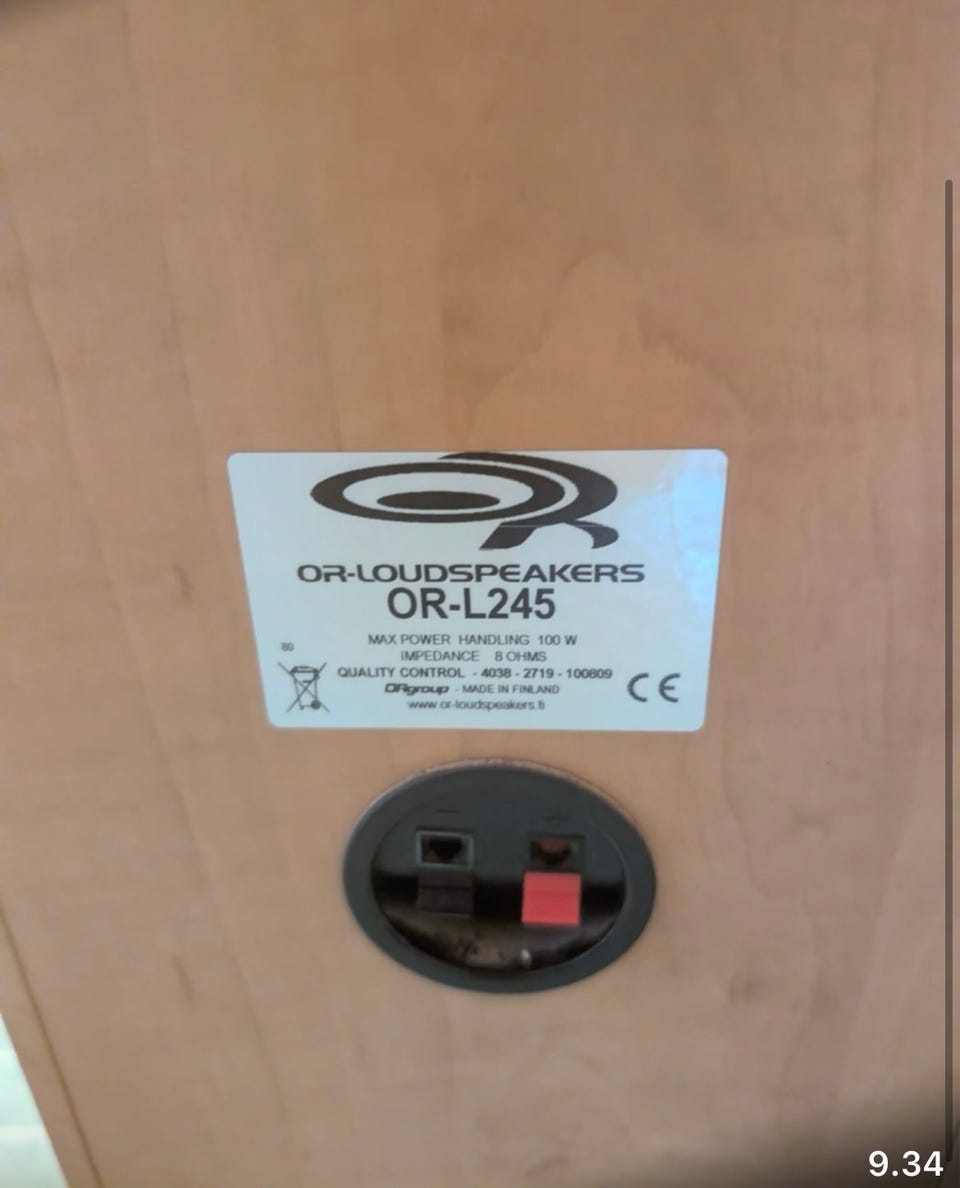 OR
OR-LOUDSPEAKERS
OR-L245
MAX POWER HANDLING 100 W
80
IMPEDANCE 8 OHMS
QUALITY CONTROL - 4038 - 2719 - 100809
ORgroup - MADE IN FINLAND
CE
www.or-loudspeakers.fi
- +
9.34